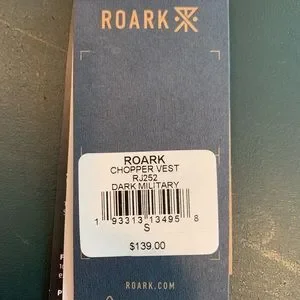 ROARK
ROARK
CHOPPER VEST
RJ252
DARK MILITARY
1 93313 13495 8
S
$139.00
ROARK.COM